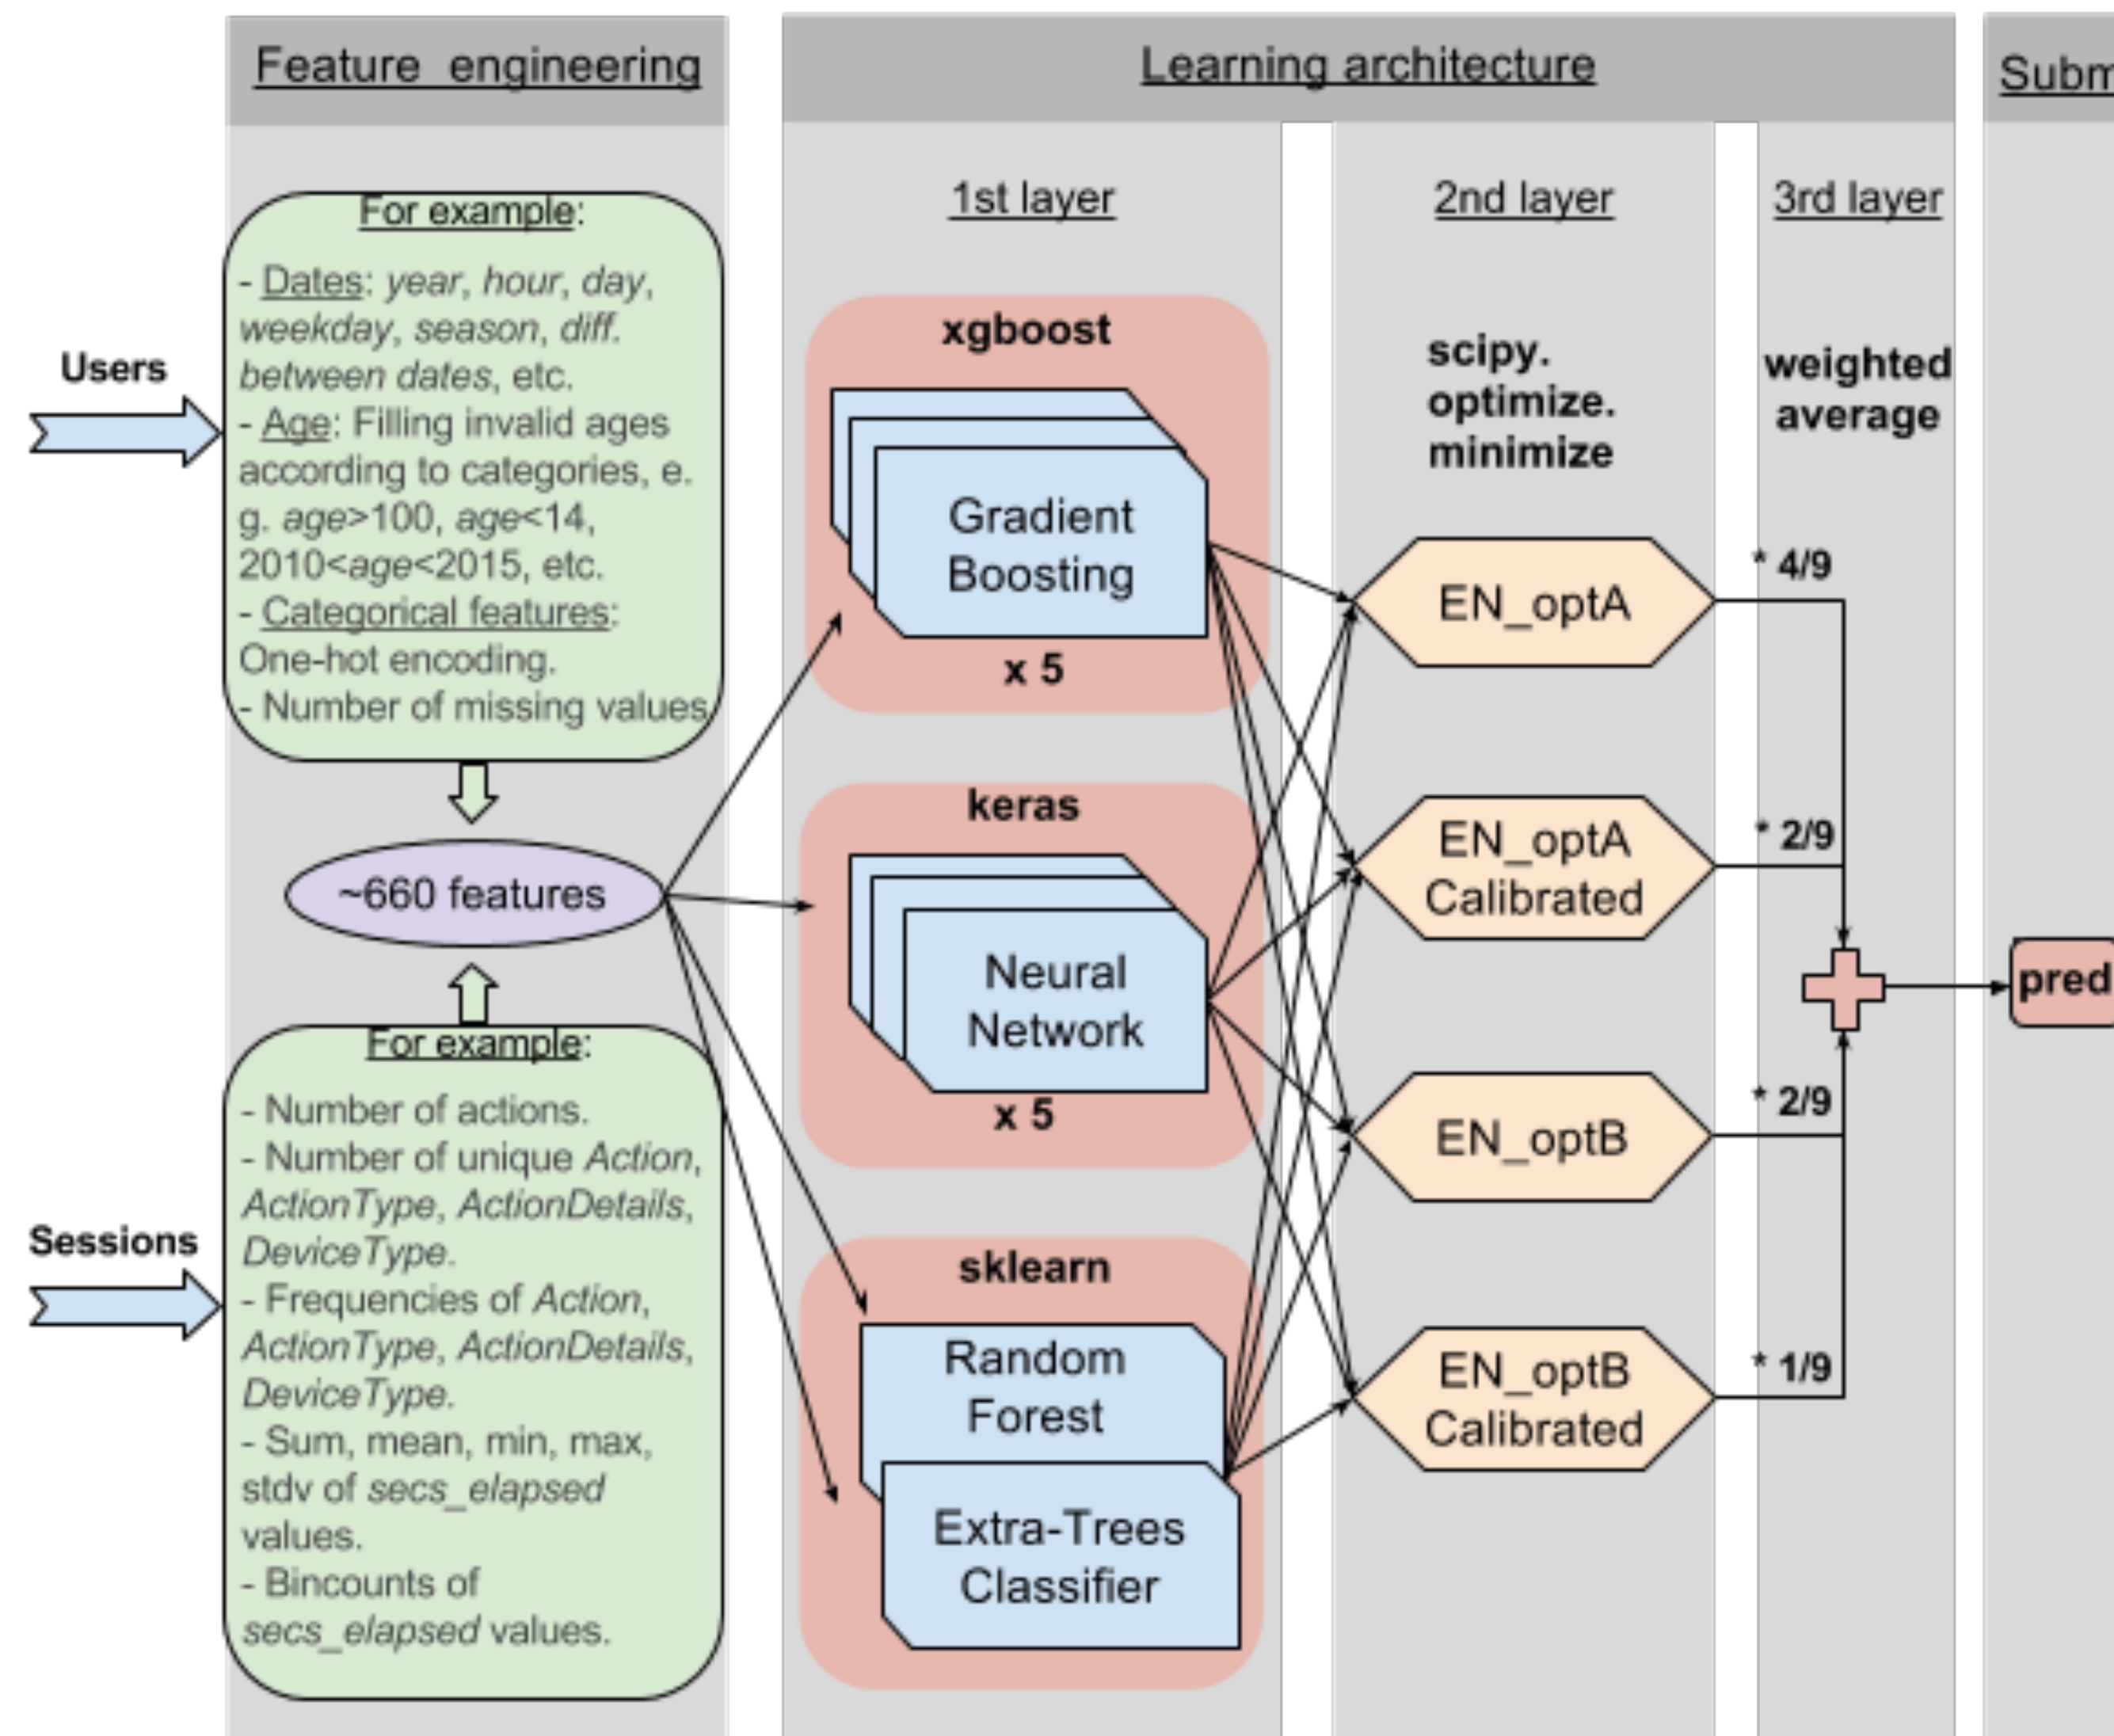 Feature engineering
Learning architecture
Subm
1st layer
2nd layer
3rd layer
Users
For example:
- Dates: year, hour, day,
weekday, season, diff.
between dates, etc.
- Age: Filling invalid ages
according to categories, e.
g. age>100, age<14,
2010<age<2015, etc.
- Categorical features:
One-hot encoding.
- Number of missing values
~660 features
Sessions
For example:
- Number of actions.
- Number of unique Action,
ActionType, ActionDetails,
DeviceType.
- Frequencies of Action,
ActionType, ActionDetails,
DeviceType.
- Sum, mean, min, max,
stdv of secs_elapsed
values.
- Bincounts of
secs_elapsed values.
xgboost
Gradient
Boosting
x 5
keras
Neural
Network
x 5
sklearn
Random
Forest
Extra-Trees
Classifier
scipy.
optimize.
minimize
EN_optA
EN_optA
Calibrated
EN_optB
EN_optB
Calibrated
weighted
average
* 4/9
* 2/9
* 2/9
* 1/9
pred